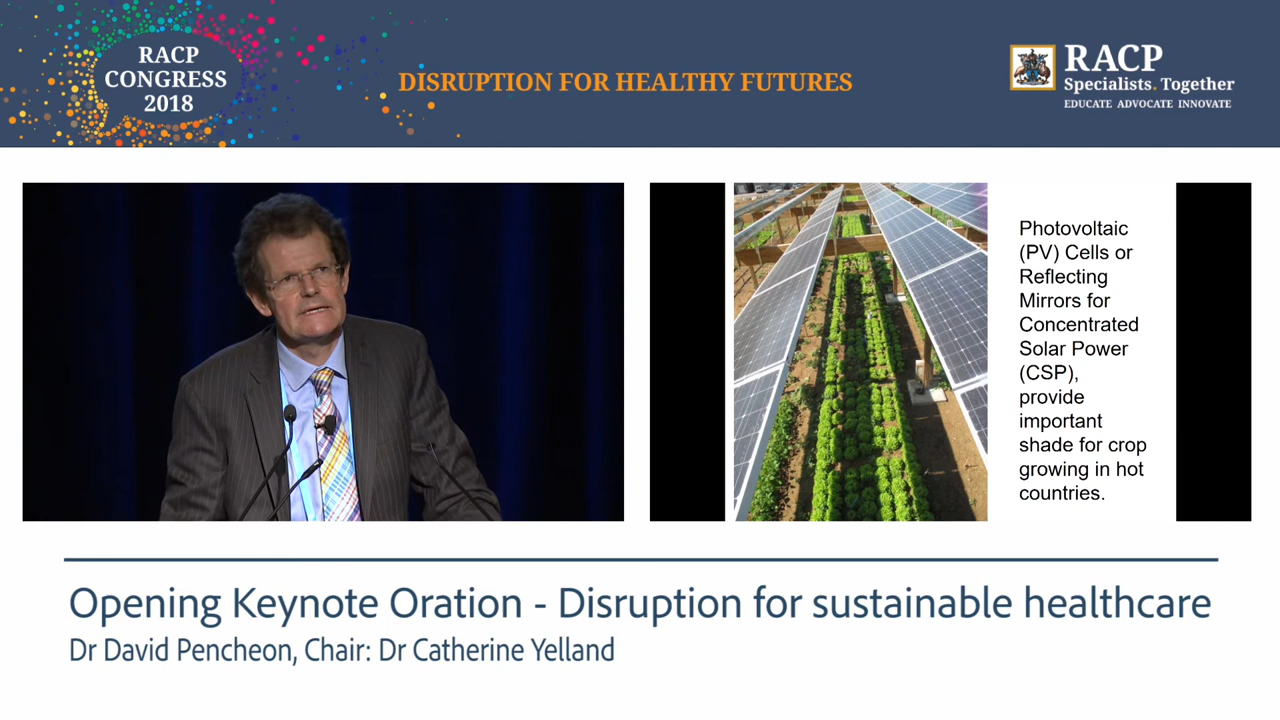 RACP
CONGRESS
2018
DISRUPTION FOR HEALTHY FUTURES
RACP
Specialists. Together
EDUCATE ADVOCATE INNOVATE
Photovoltaic
(PV) Cells or
Reflecting
Mirrors for
Concentrated
Solar Power
(CSP),
provide
important
shade for crop
growing in hot
countries.
Opening Keynote Oration - Disruption for sustainable healthcare
Dr David Pencheon, Chair: Dr Catherine Yelland